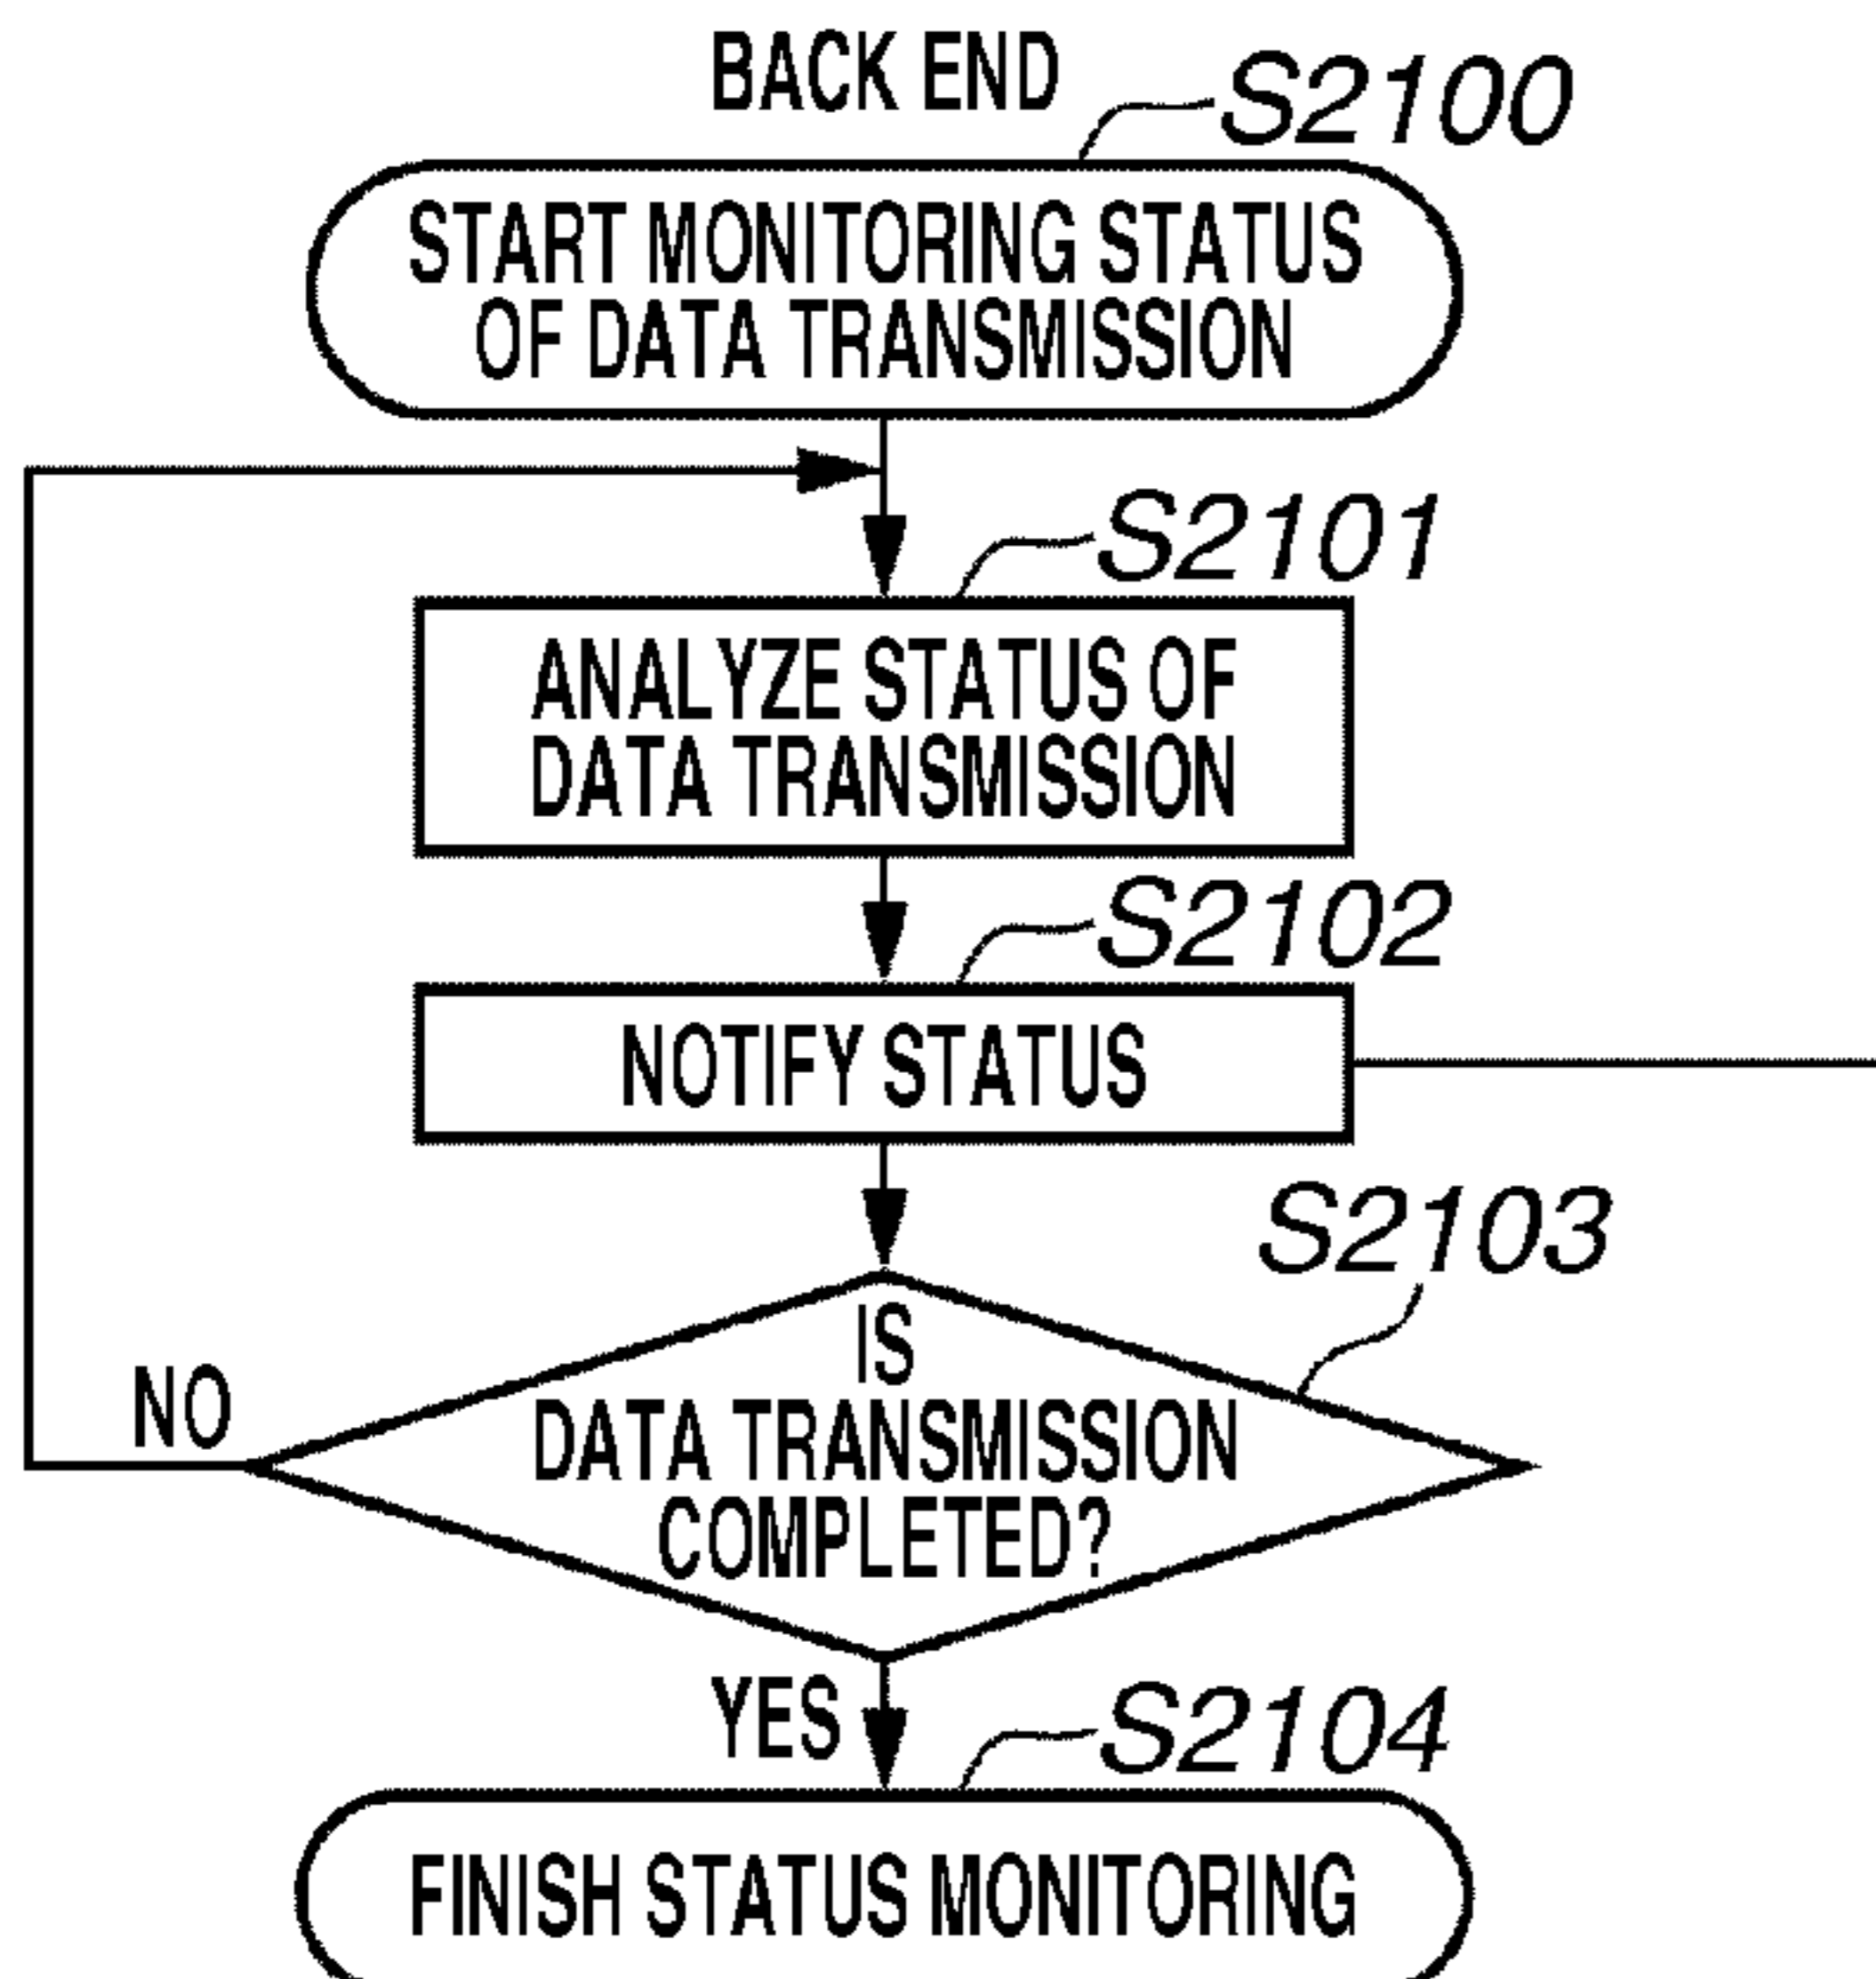 BACK END
S2100
START MONITORING STATUS
OF DATA TRANSMISSION
S2101
ANALYZE STATUS OF
DATA TRANSMISSION
S2102
NOTIFY STATUS
S2103
IS
DATA TRANSMISSION
COMPLETED?
NO
YES
S2104
FINISH STATUS MONITORING